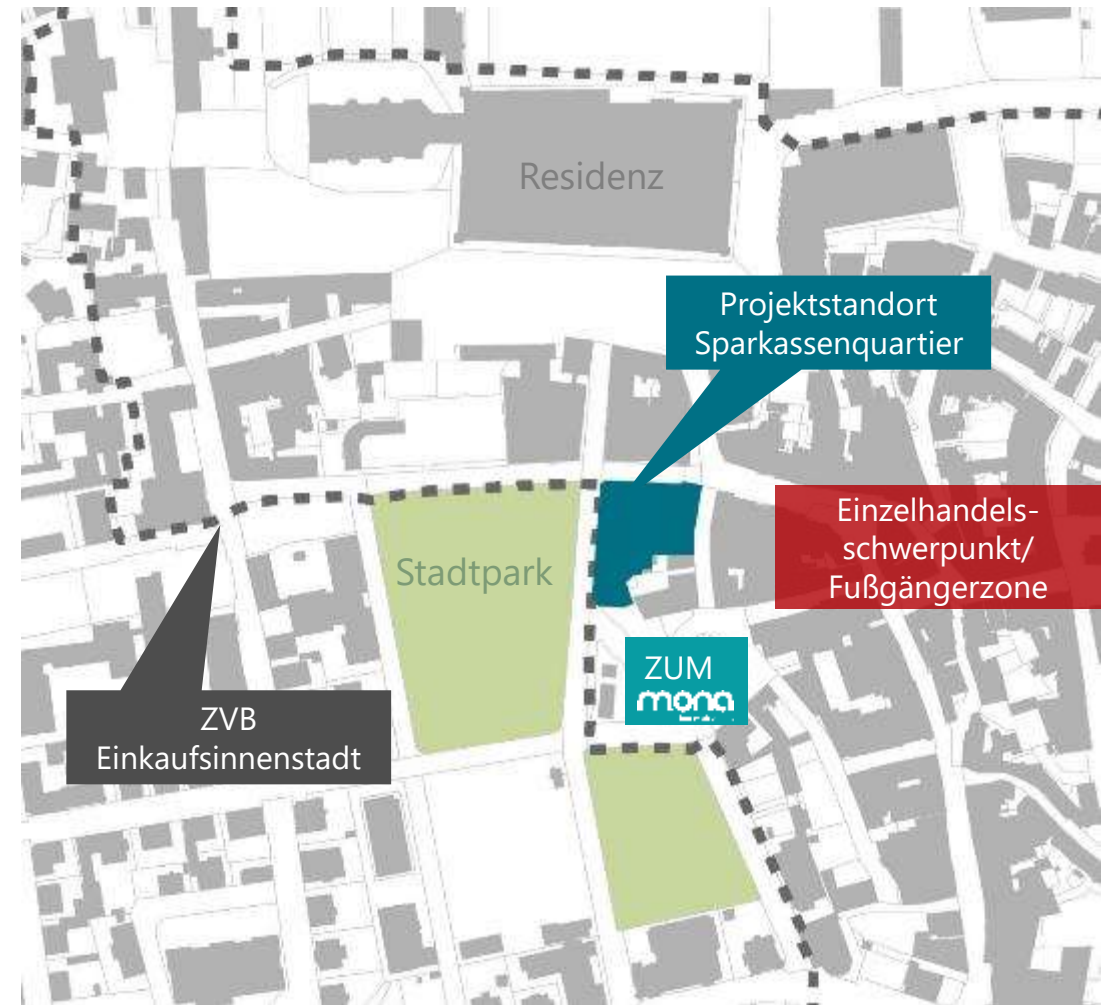 Residenz
Projektstandort
Sparkassenquartier
Einzelhandels-
schwerpunkt/
Fußgängerzone
Stadtpark
ZUM
mona
ZVB
Einkaufsinnenstadt